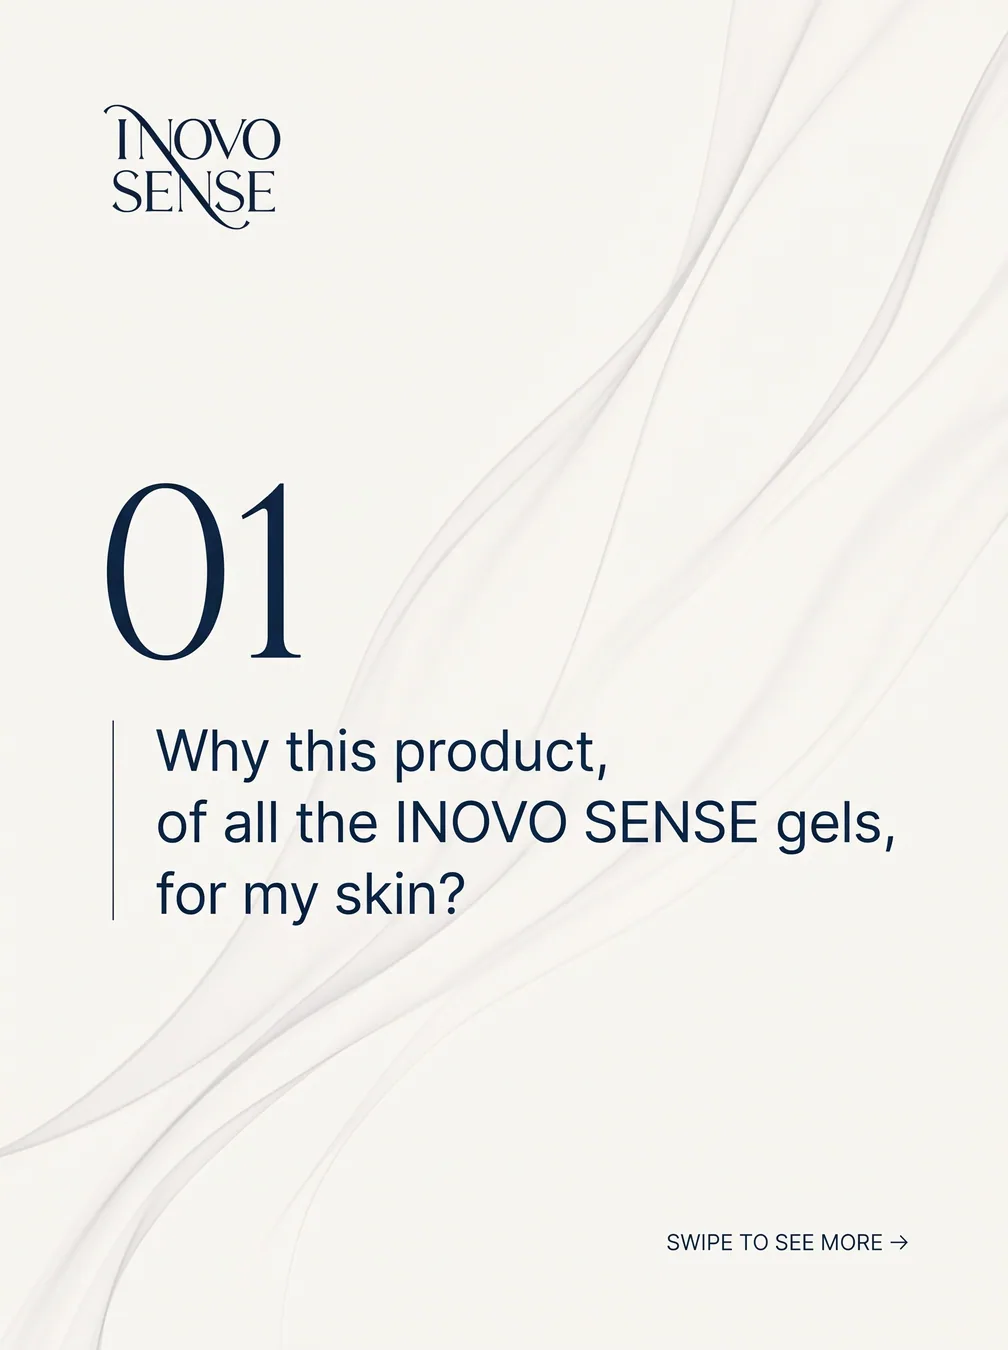 INOVO
SENSE
01
Why this product,
of all the INOVO SENSE gels,
for my skin?
SWIPE TO SEE MORE →